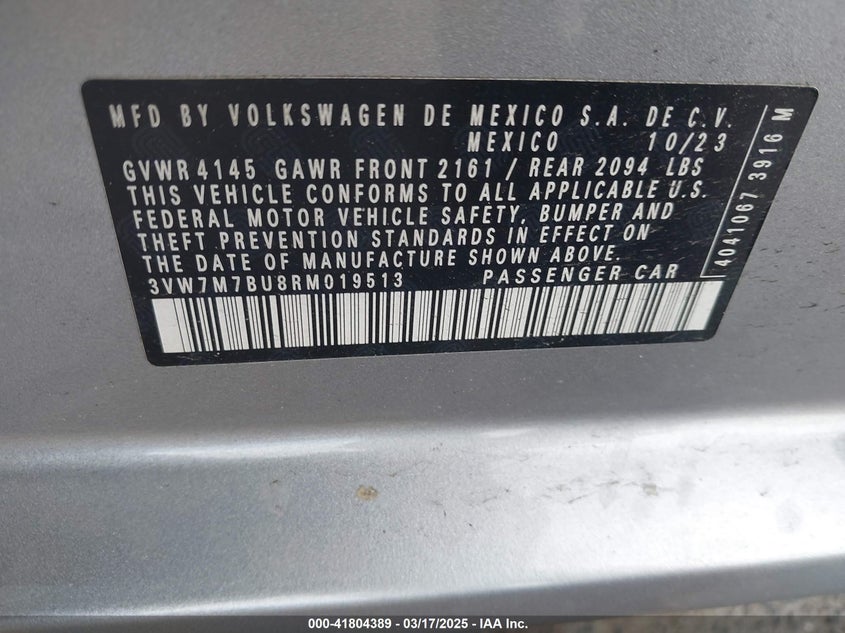 MFD BY VOLKSWAGEN DE MEXICO S.A. DE C.V.
MEXICO 10/23
GVWR 4145 GAWR FRONT 2161 / REAR 2094 LBS
THIS VEHICLE CONFORMS TO ALL APPLICABLE U.S.
FEDERAL MOTOR VEHICLE SAFETY, BUMPER AND
THEFT PREVENTION STANDARDS IN EFFECT ON
THE DATE OF MANUFACTURE SHOWN ABOVE.
3VW7M7BU8RM019513 PASSENGER CAR
4041067 3916 M
000-41804389 - 03/17/2025 - IAA Inc.